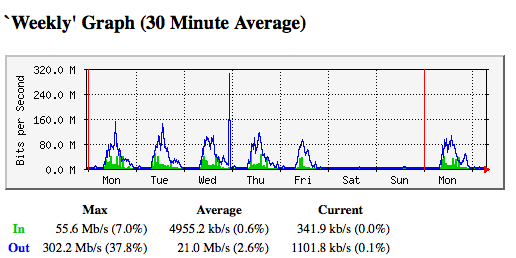 `Weekly' Graph (30 Minute Average)
Bits per Second
320.0 M
240.0 M
160.0 M
80.0 M
0.0 M
Mon Tue Wed Thu Fri Sat Sun Mon
Max Average Current
In 55.6 Mb/s (7.0%) 4955.2 kb/s (0.6%) 341.9 kb/s (0.0%)
Out 302.2 Mb/s (37.8%) 21.0 Mb/s (2.6%) 1101.8 kb/s (0.1%)